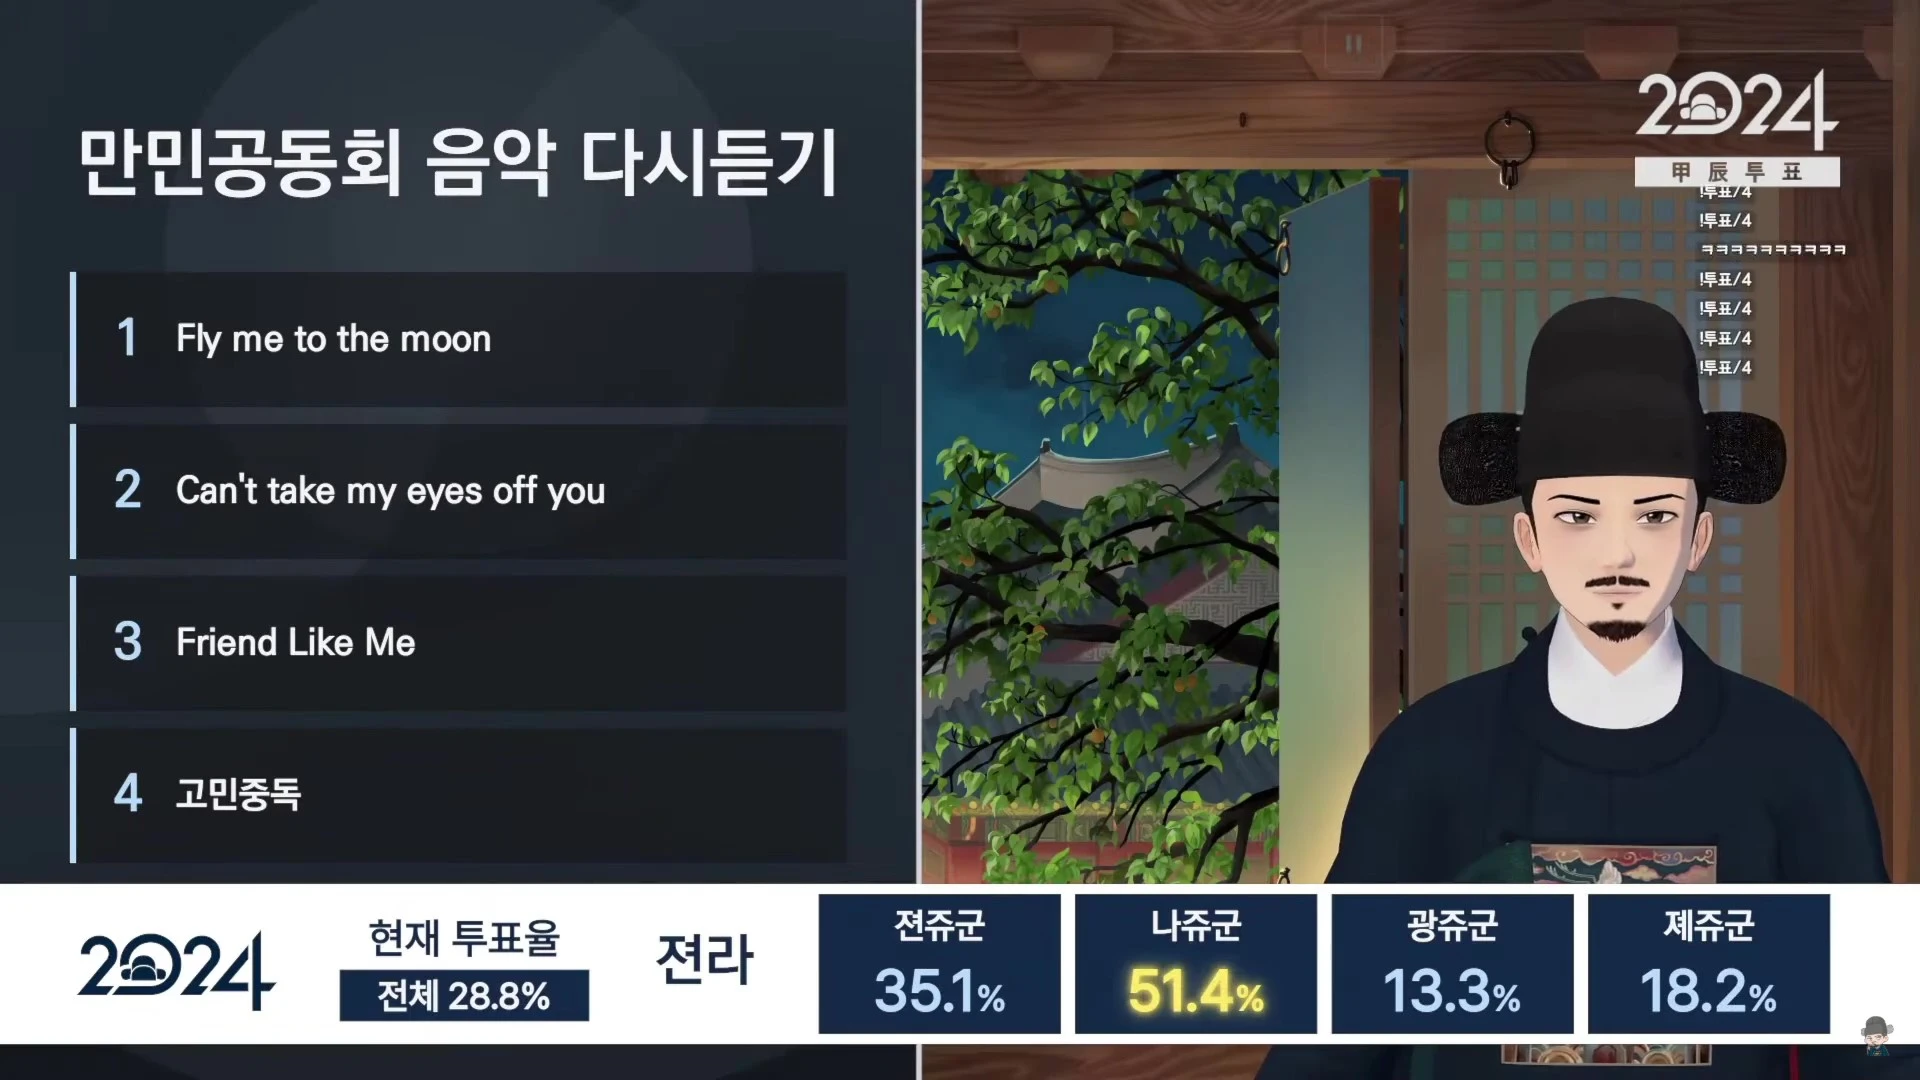 만민공동회 음악 다시듣기
1 Fly me to the moon
2 Can't take my eyes off you
3 Friend Like Me
4 고민중독
2024
甲辰투표
!투표/4
!투표/4
ㅋㅋㅋㅋㅋㅋㅋㅋㅋㅋ
!투표/4
!투표/4
!투표/4
!투표/4
2024
현재 투표율
전체 28.8%
젼라
젼쥬군
35.1%
나쥬군
51.4%
광쥬군
13.3%
제쥬군
18.2%